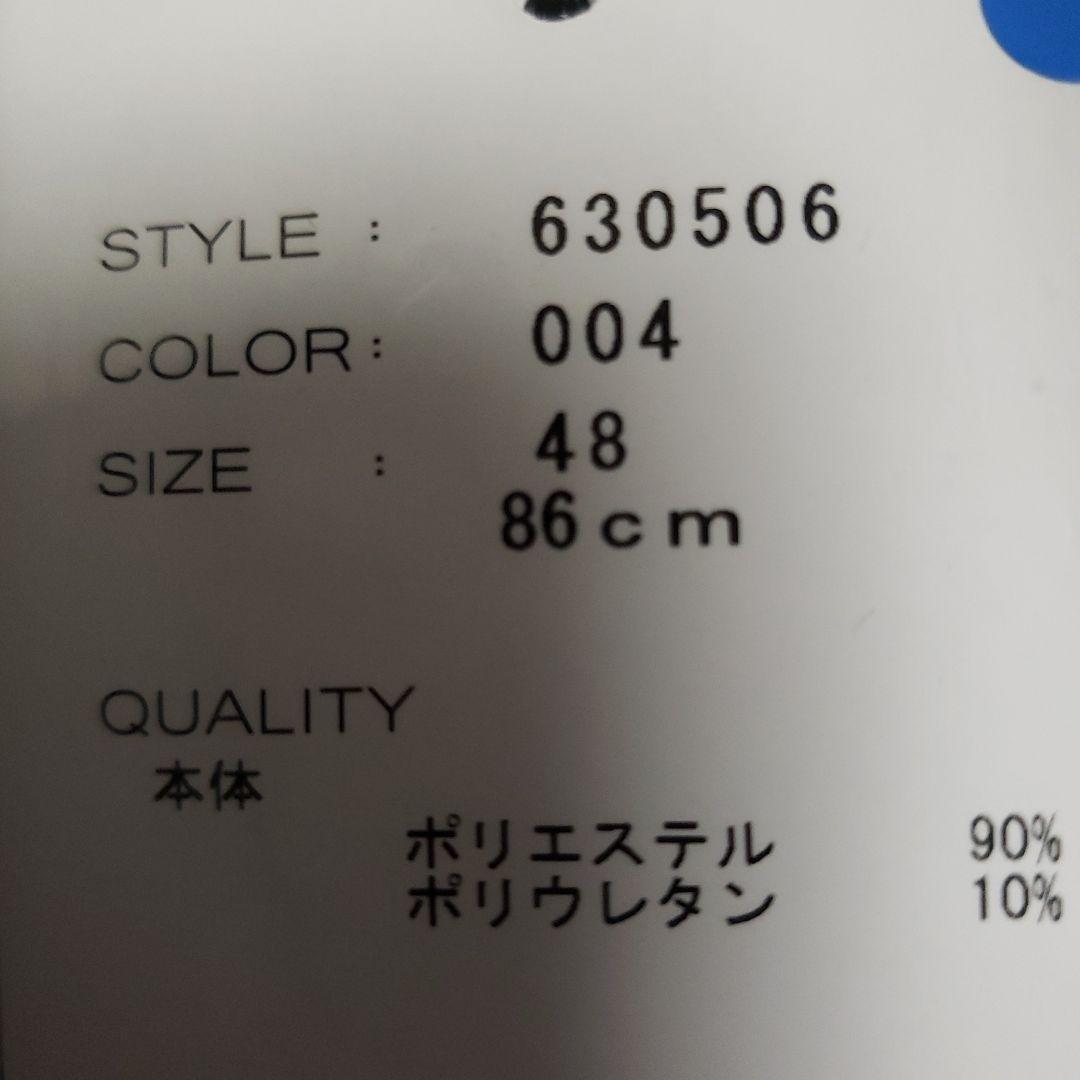 STYLE : 630506
COLOR : 004
SIZE : 48
86cm
QUALITY
本体
ポリエステル 90%
ポリウレタン 10%